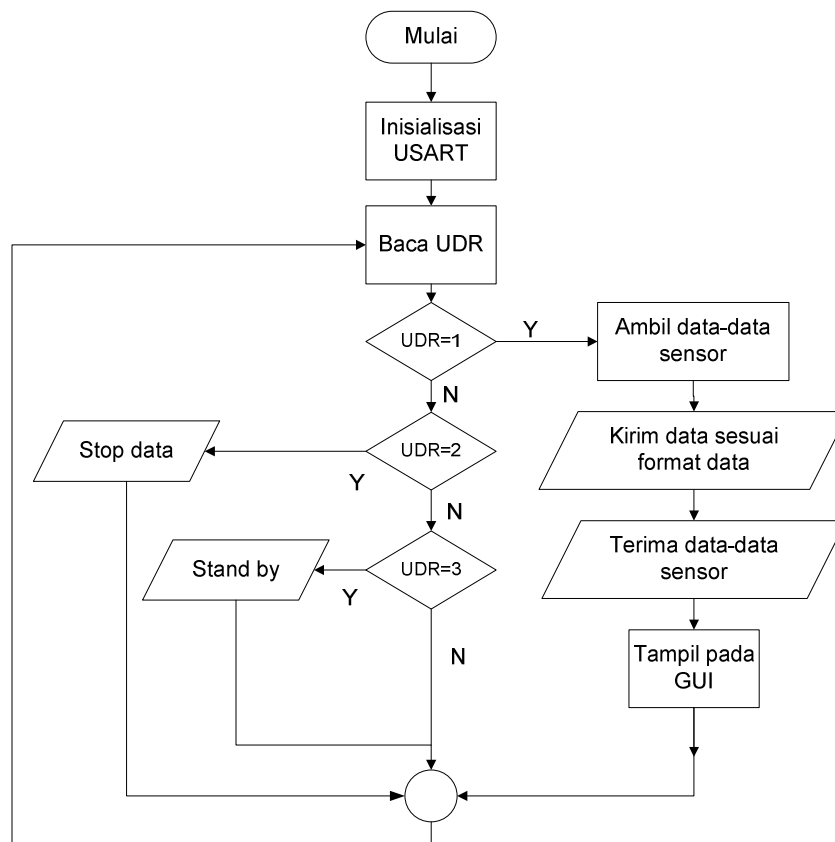 Mulai
Inisialisasi
USART
Baca UDR
UDR=1
Y
Ambil data-data
sensor
N
Kirim data sesuai
format data
Stop data
UDR=2
Y
N
Terima data-data
sensor
Stand by
UDR=3
Y
N
Tampil pada
GUI